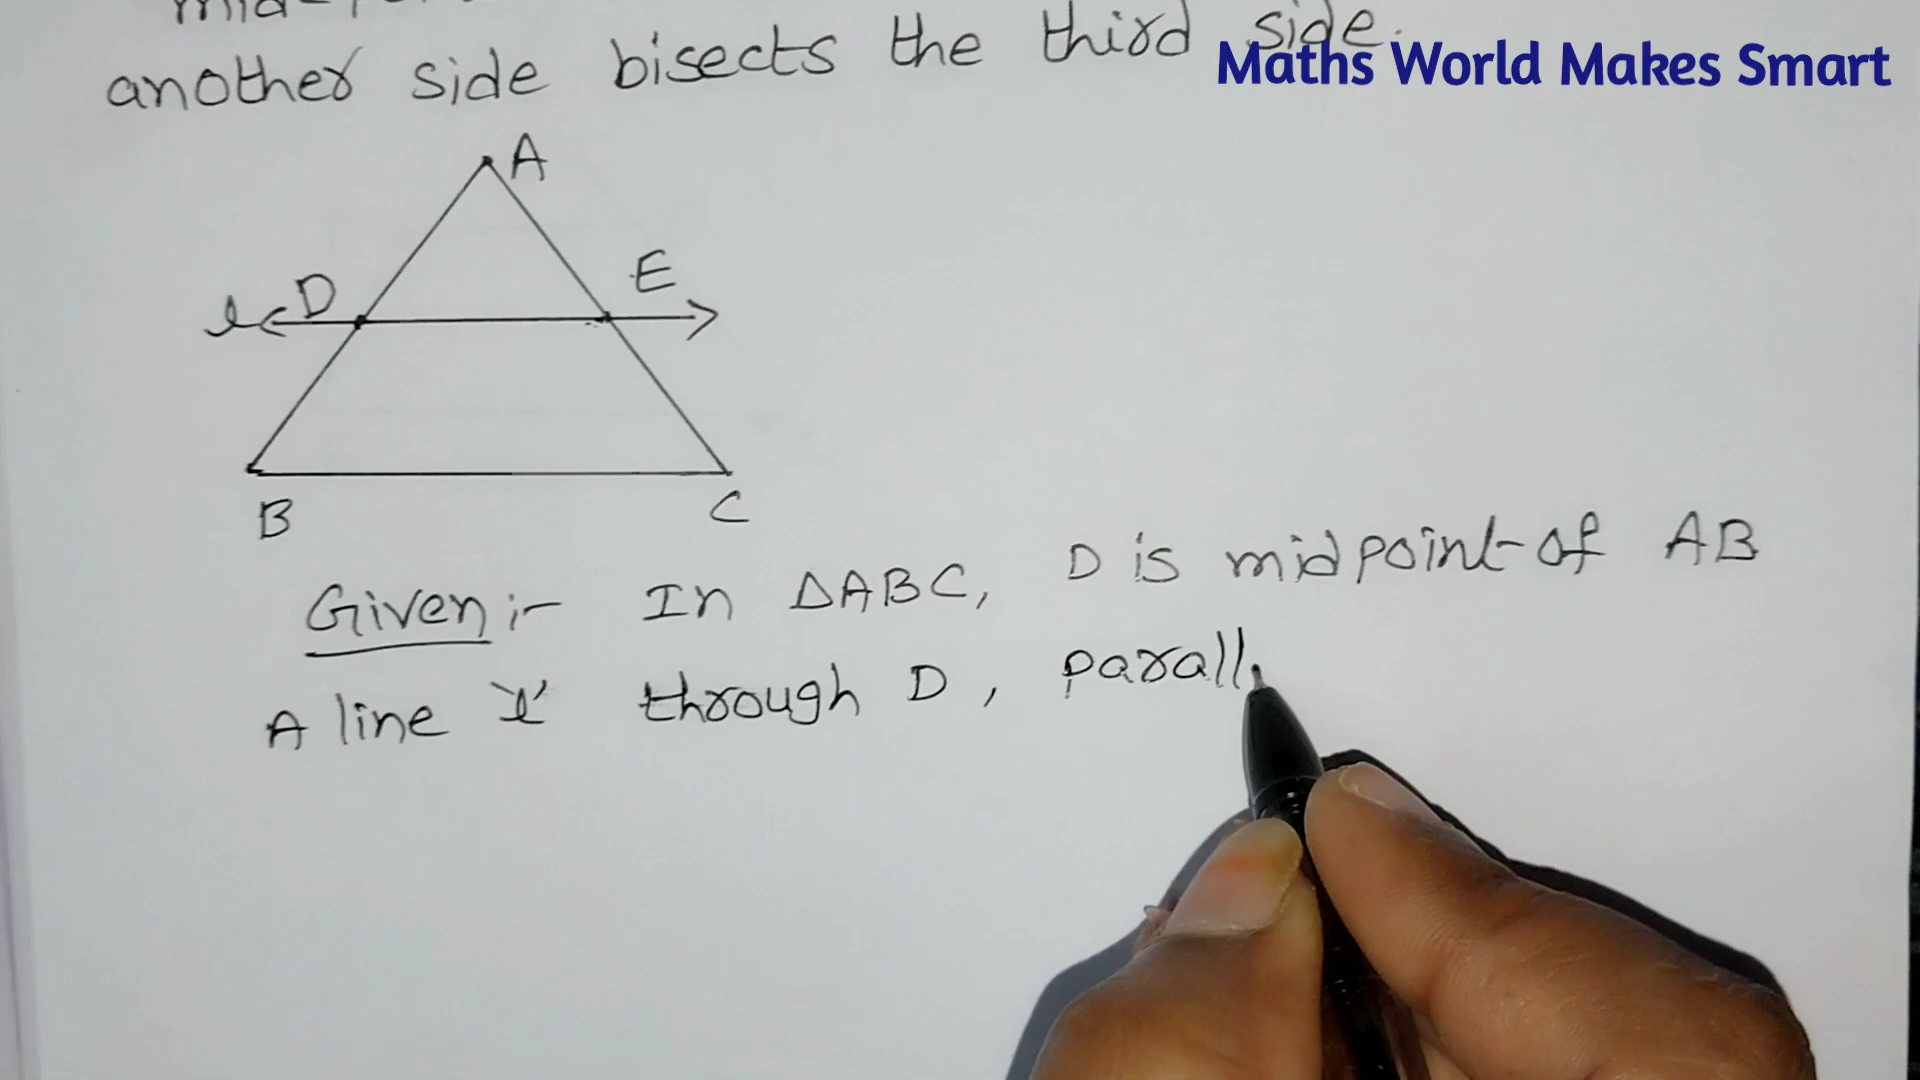 mid-
another side bisects the third side.
Maths World Makes Smart
A
D
E
l
B
C
Given :- In ΔABC, D is midpoint of AB
A line 'l' through D, parall